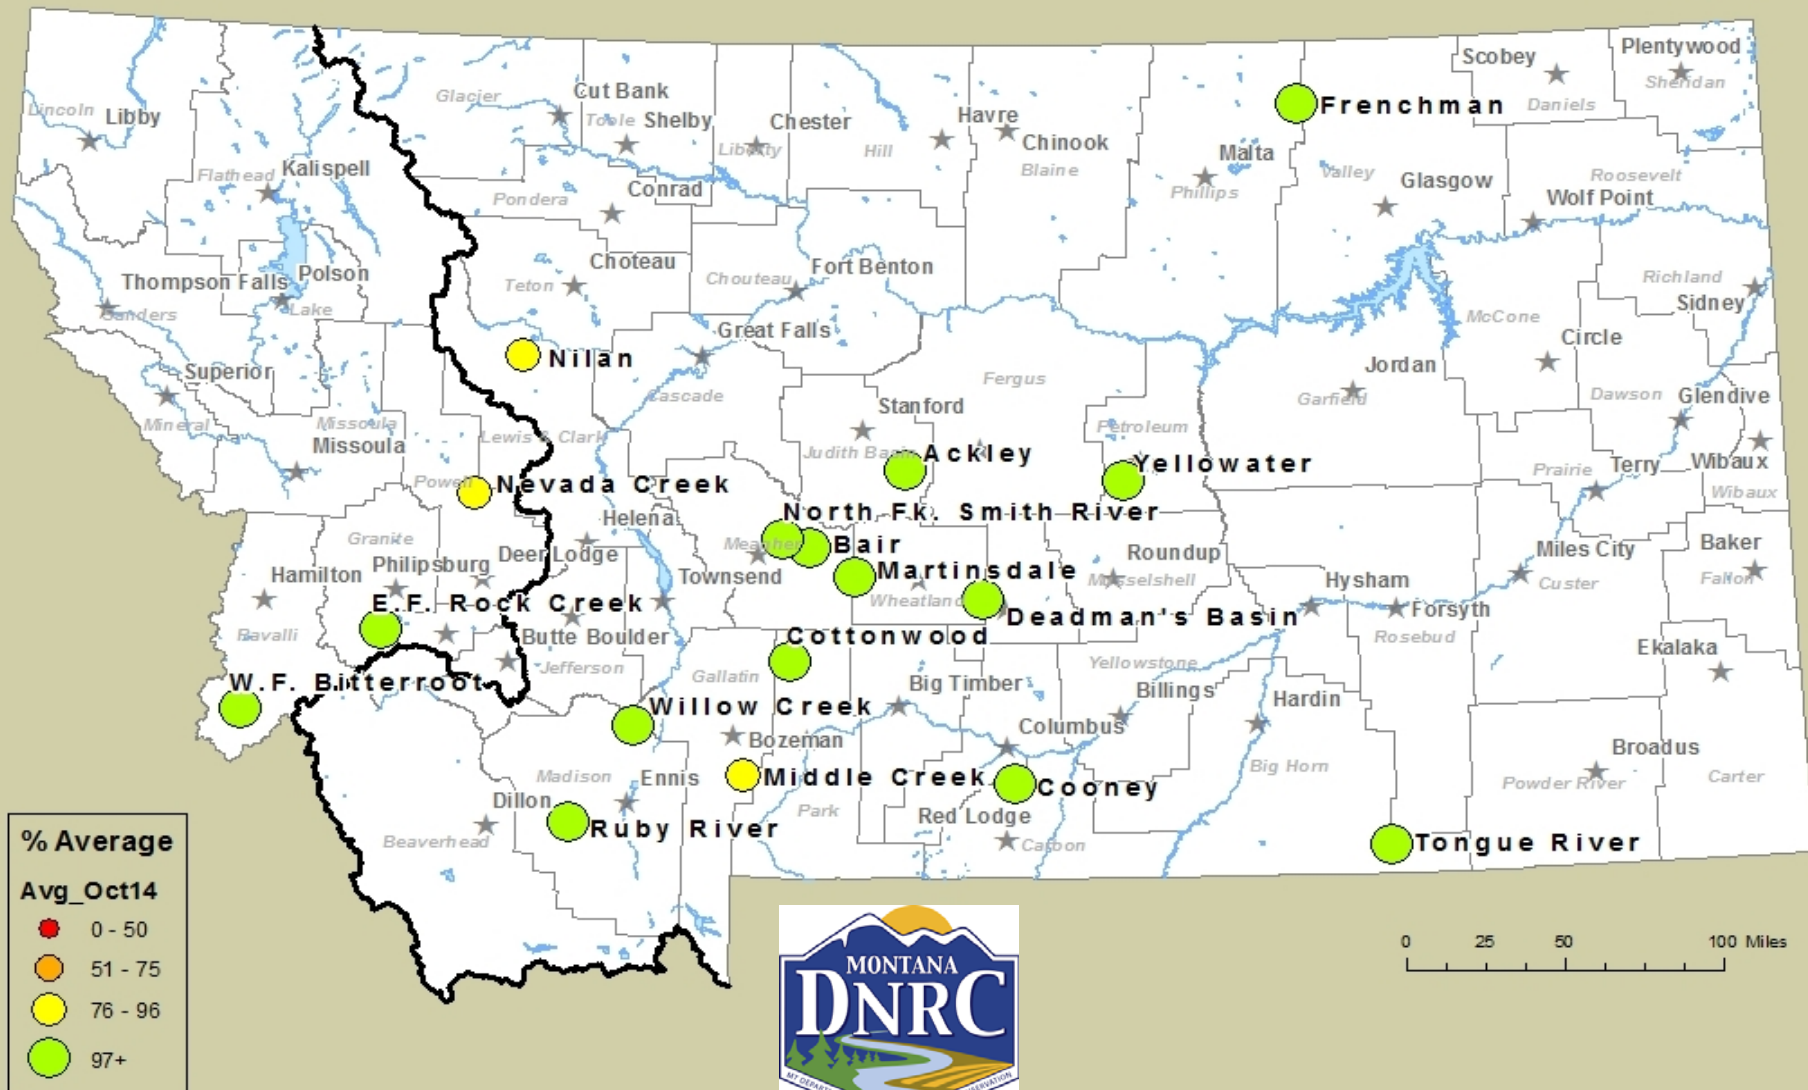 Plentywood
Scobey
Sheridan
Cut Bank
Glacier
Frenchman
Daniels
Lincoln
Libby
Toole
Shelby
Chester
Havre
Chinook
Liberty
Hill
Malta
Blaine
Kalispell
Flathead
Valley
Glasgow
Roosevelt
Conrad
Pondera
Phillips
Wolf Point
Choteau
Fort Benton
Polson
Thompson Falls
Teton
Chouteau
Richland
Sidney
Lake
Sanders
McCone
Great Falls
Circle
Nilan
Jordan
Superior
Fergus
Cascade
Garfield
Dawson
Glendive
Stanford
Mineral
Missoula
Petroleum
Missoula
Lewis & Clark
Judith Basin
Ackley
Yellowater
Prairie
Terry
Wibaux
Powell
Nevada Creek
Wibaux
North Fk. Smith River
Helena
Granite
Meagher
Bair
Baker
Deer Lodge
Roundup
Miles City
Philipsburg
Hamilton
Townsend
Martinsdale
Musselshell
Hysham
Custer
Fallon
E.F. Rock Creek
Wheatland
Deadman's Basin
Forsyth
Ravalli
Butte
Boulder
Cottonwood
Rosebud
Ekalaka
Jefferson
Yellowstone
W.F. Bitterroot
Gallatin
Big Timber
Billings
Hardin
Willow Creek
Columbus
Bozeman
Broadus
Madison
Ennis
Middle Creek
Big Horn
Cooney
Powder River
Carter
Dillon
Ruby River
Park
Red Lodge
Beaverhead
Carbon
Tongue River
% Average
Avg_Oct14
0 - 50
51 - 75
76 - 96
97+
0 25 50 100 Miles
MONTANA
DNRC